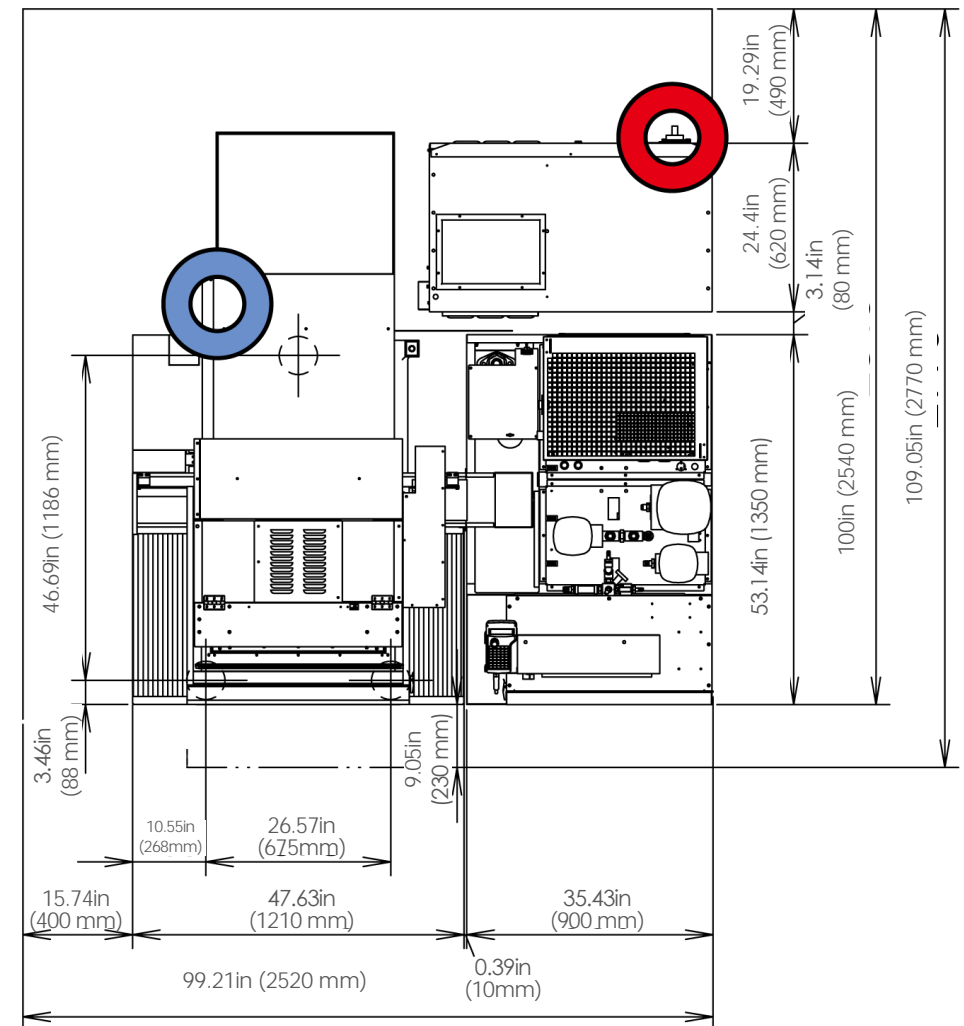 19.29in
(490 mm)
24.4in
(620 mm)
3.14in
(80 mm)
109.05in (2770 mm)
100in (2540 mm)
53.14in (1350 mm)
46.69in (1186 mm)
3.46in
(88 mm)
9.05in
(230 mm)
10.55in
(268mm)
26.57in
(675mm)
15.74in
(400 mm)
47.63in
(1210 mm)
35.43in
(900 mm)
0.39in
(10mm)
99.21in (2520 mm)